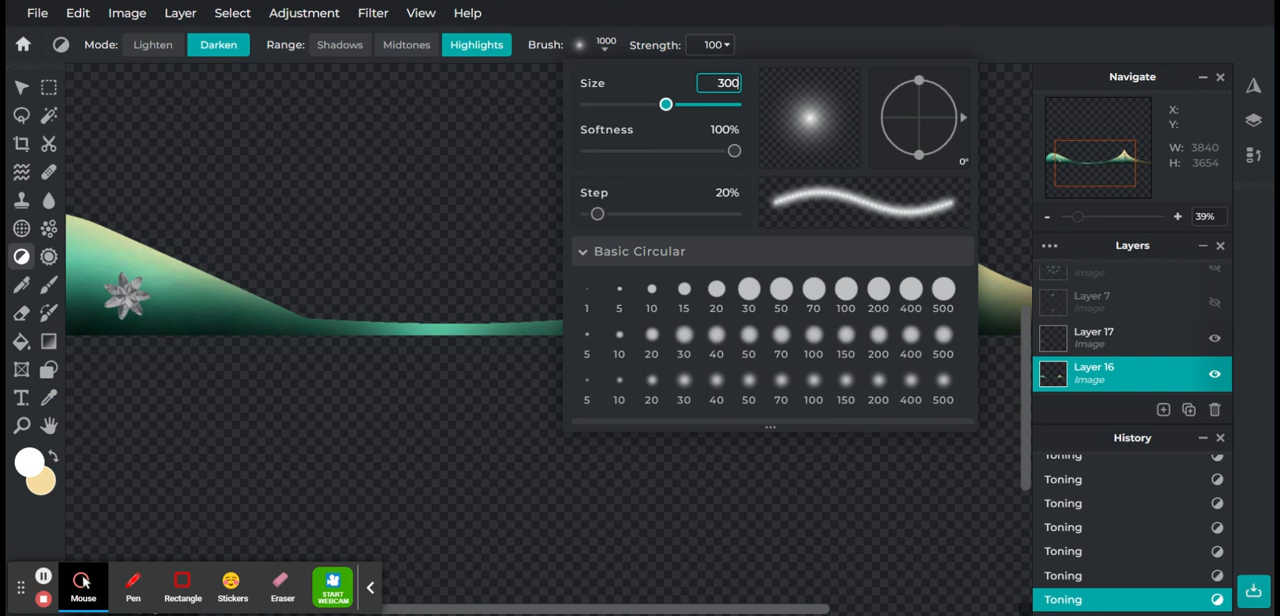 File Edit Image Layer Select Adjustment Filter View Help
Mode: Lighten Darken Range: Shadows Midtones Highlights Brush: 1000 Strength: 100
Size 300
Softness 100%
0°
Step 20%
Basic Circular
1 5 10 15 20 30 50 70 100 200 400 500
5 10 20 30 40 50 70 100 150 200 400 500
5 10 20 30 40 50 70 100 150 200 400 500
Navigate
X:
Y:
W: 3840
H: 3654
- + 39%
Layers
Image
Layer 7
Image
Layer 17
Image
Layer 16
Image
History
Toning
Toning
Toning
Toning
Toning
Toning
Toning
T
Mouse Pen Rectangle Stickers Eraser START
WEBCAM